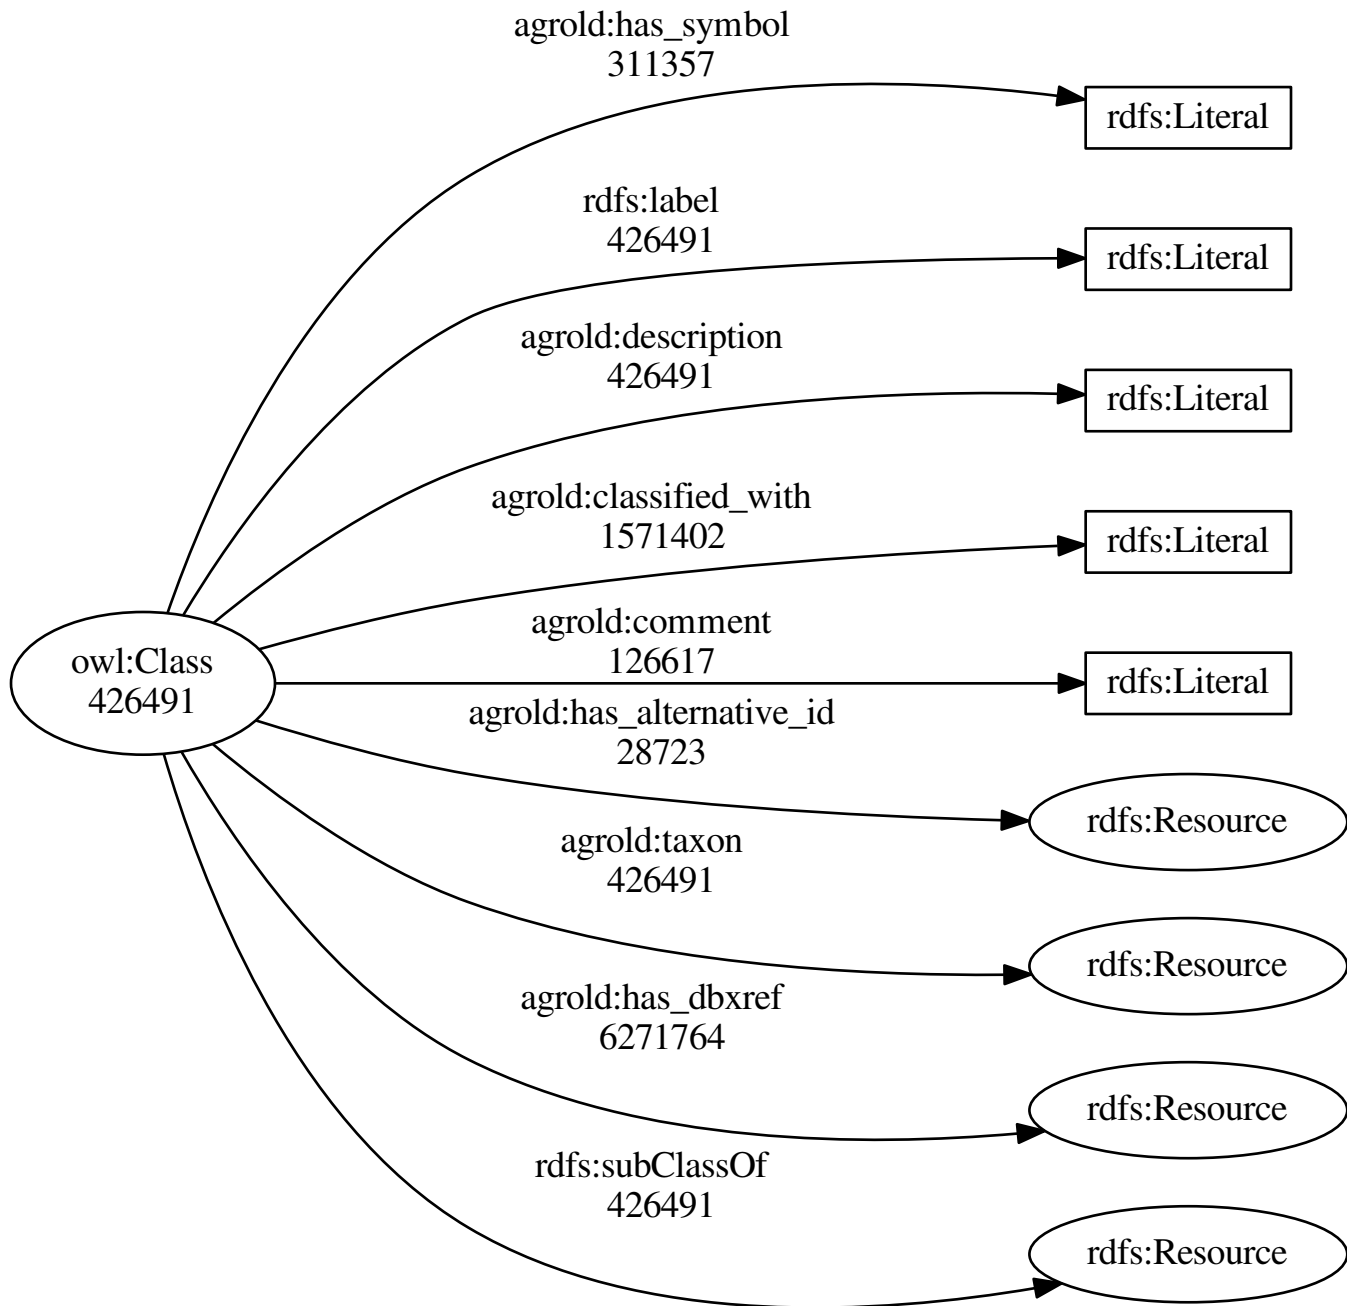 agrold:has_symbol
311357
rdfs:Literal
rdfs:label
426491
rdfs:Literal
agrold:description
426491
rdfs:Literal
agrold:classified_with
1571402
rdfs:Literal
agrold:comment
126617
rdfs:Literal
owl:Class
426491
agrold:has_alternative_id
28723
rdfs:Resource
agrold:taxon
426491
rdfs:Resource
agrold:has_dbxref
6271764
rdfs:Resource
rdfs:subClassOf
426491
rdfs:Resource